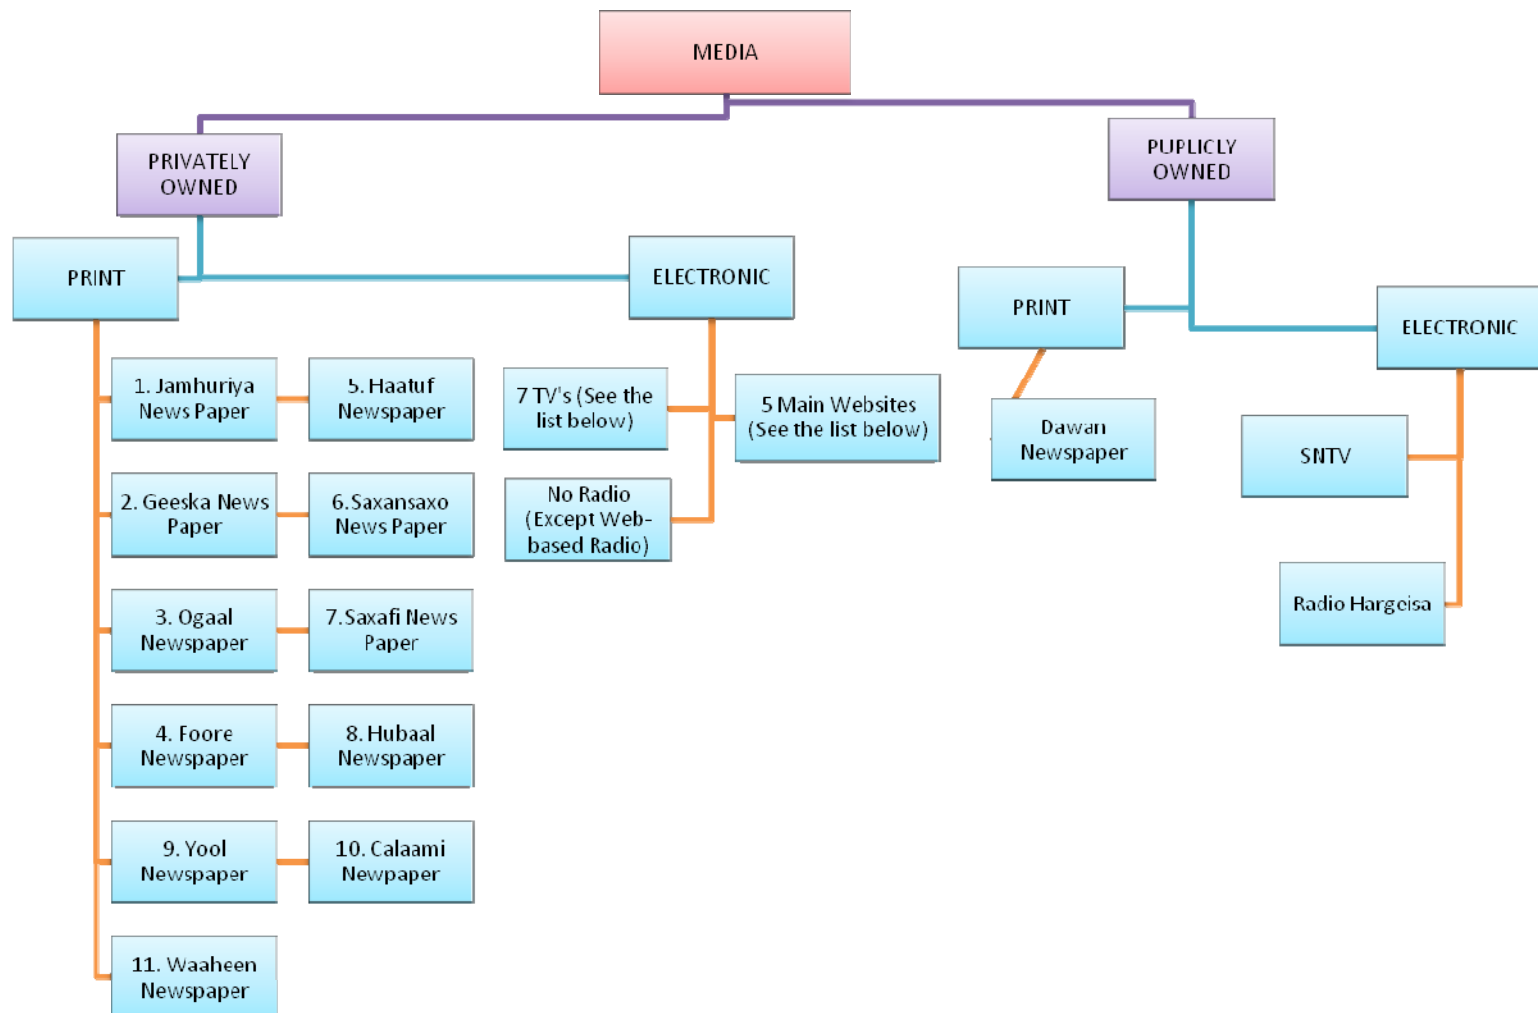 MEDIA
PRIVATELY
OWNED
PUPLICLY
OWNED
PRINT
ELECTRONIC
PRINT
ELECTRONIC
1. Jamhuriya
News Paper
5. Haatuf
Newspaper
7 TV's (See the
list below)
5 Main Websites
(See the list below)
Dawan
Newspaper
SNTV
2. Geeska News
Paper
6.Saxansaxo
News Paper
No Radio
(Except Web-
based Radio)
Radio Hargeisa
3. Ogaal
Newspaper
7.Saxafi News
Paper
4. Foore
Newspaper
8. Hubaal
Newspaper
9. Yool
Newspaper
10. Calaami
Newpaper
11. Waaheen
Newspaper